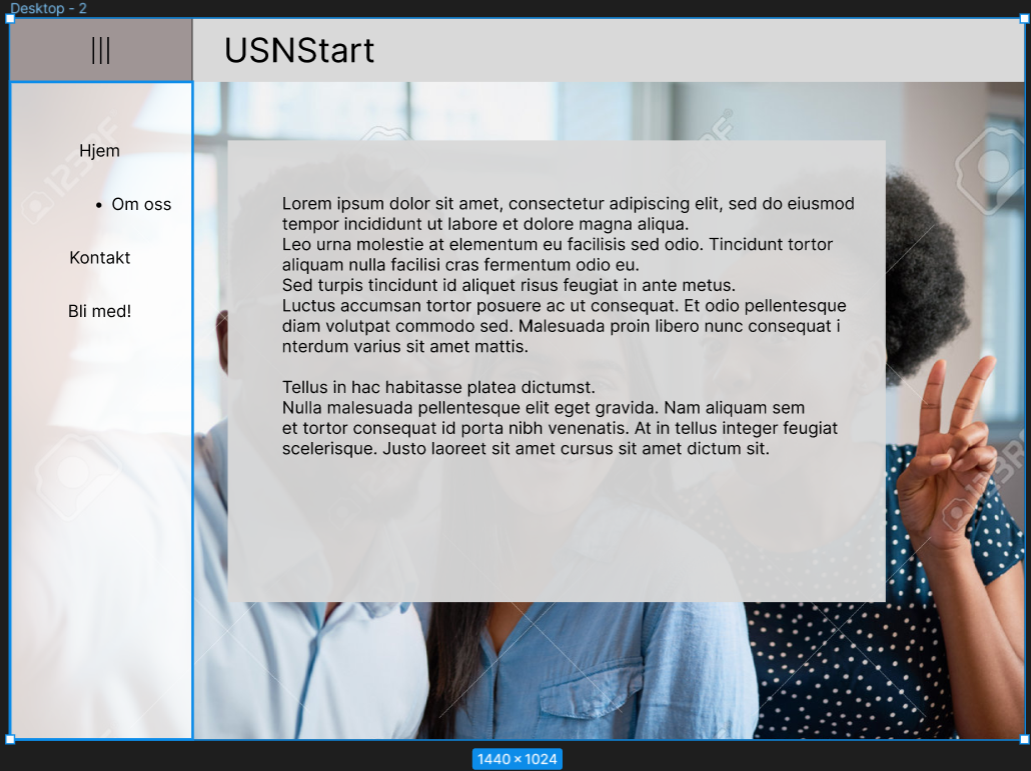 Desktop - 2
USNStart
Hjem
• Om oss
Kontakt
Bli med!
Lorem ipsum dolor sit amet, consectetur adipiscing elit, sed do eiusmod
tempor incididunt ut labore et dolore magna aliqua.
Leo urna molestie at elementum eu facilisis sed odio. Tincidunt tortor
aliquam nulla facilisi cras fermentum odio eu.
Sed turpis tincidunt id aliquet risus feugiat in ante metus.
Luctus accumsan tortor posuere ac ut consequat. Et odio pellentesque
diam volutpat commodo sed. Malesuada proin libero nunc consequat i
nterdum varius sit amet mattis.
Tellus in hac habitasse platea dictumst.
Nulla malesuada pellentesque elit eget gravida. Nam aliquam sem
et tortor consequat id porta nibh venenatis. At in tellus integer feugiat
scelerisque. Justo laoreet sit amet cursus sit amet dictum sit.
123RF
1440 × 1024